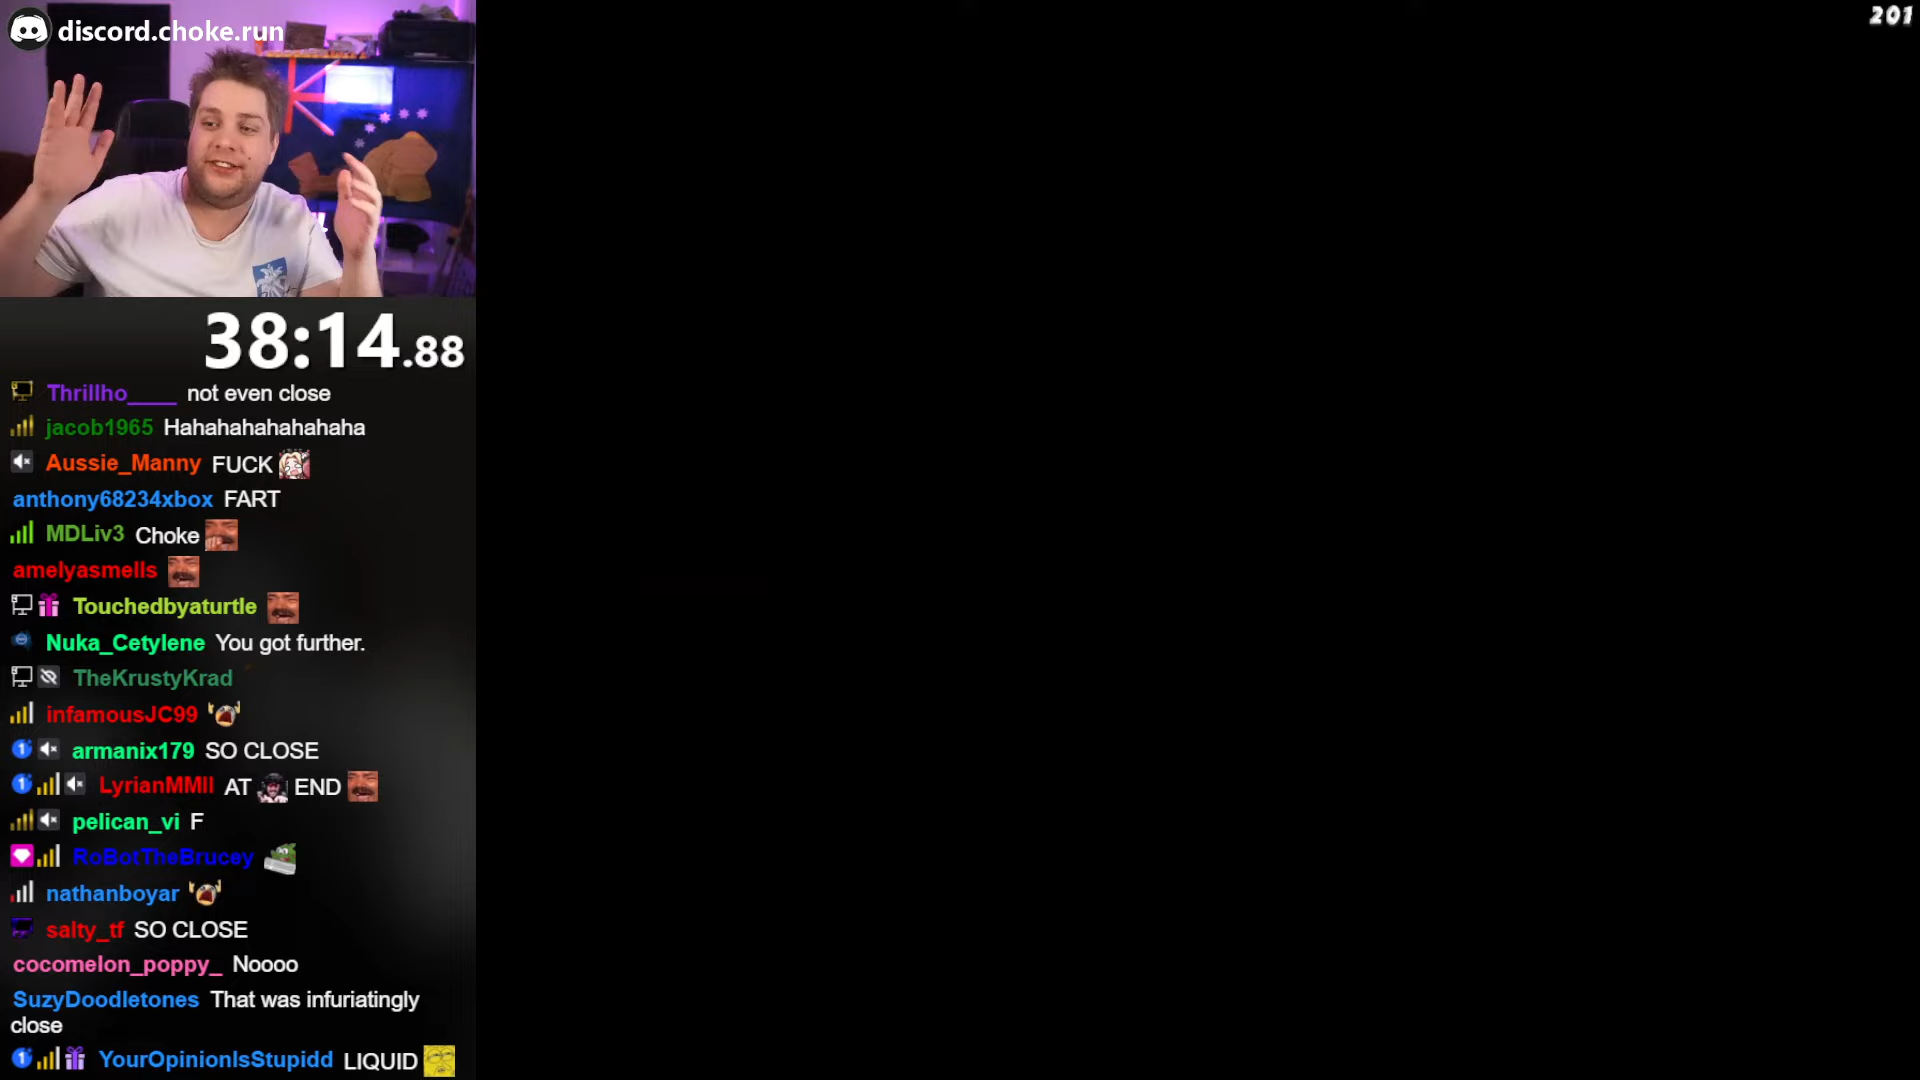 discord.choke.run
201
38:14.88
Thrillho____ not even close
jacob1965 Hahahahahahahaha
Aussie_Manny FUCK
anthony68234xbox FART
MDLiv3 Choke
amelyasmells
Touchedbyaturtle
Nuka_Cetylene You got further.
TheKrustyKrad
infamousJC99
armanix179 SO CLOSE
LyrianMMII AT END
pelican_vi F
RoBotTheBrucey
nathanboyar
salty_tf SO CLOSE
cocomelon_poppy_ Noooo
SuzyDoodletones That was infuriatingly
close
YourOpinionIsStupidd LIQUID